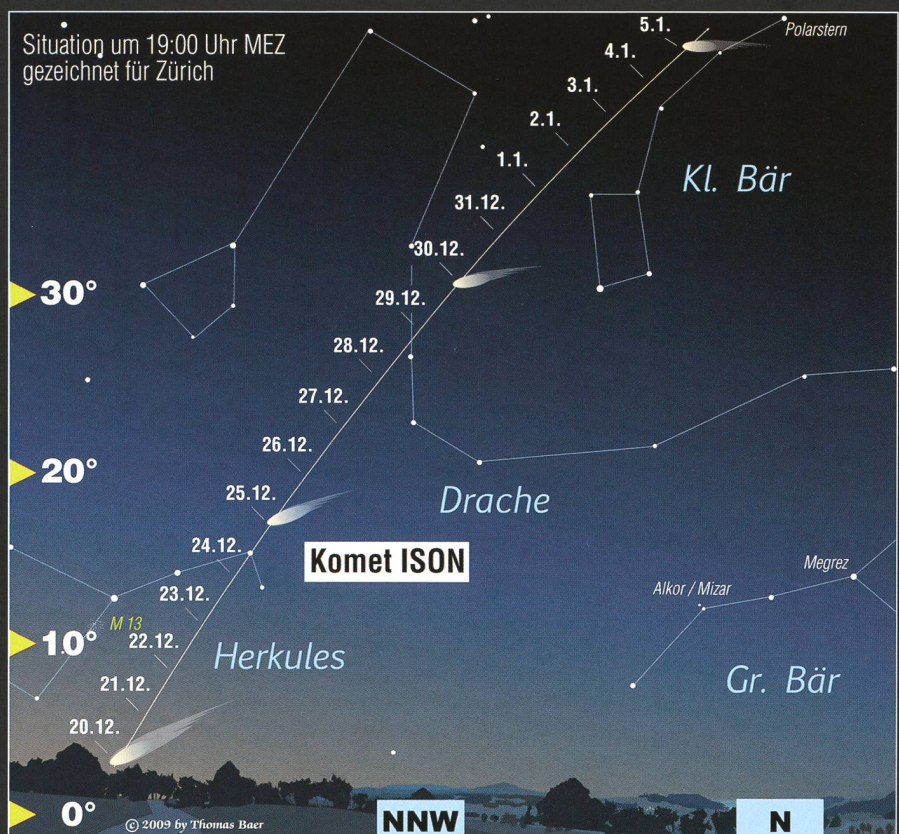 Situation um 19:00 Uhr MEZ
gezeichnet für Zürich
5.1.
Polarstern
4.1.
3.1.
2.1.
1.1.
Kl. Bär
31.12.
30.12.
30°
29.12.
28.12.
27.12.
26.12.
20°
25.12.
Drache
24.12.
Komet ISON
Megrez
Alkor / Mizar
23.12.
M 13
10°
22.12.
Herkules
Gr. Bär
21.12.
20.12.
0°
© 2009 by Thomas Baer
NNW
N